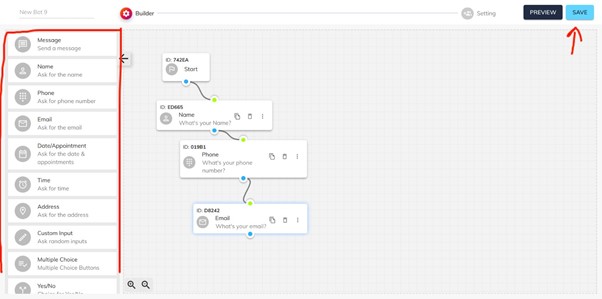 New Bot 9
Builder
Setting
PREVIEW
SAVE
Message
Send a message
Name
Ask for the name
Phone
Ask for phone number
Email
Ask for the email
Date/Appointment
Ask for the date &
appointments
Time
Ask for time
Address
Ask for the address
Custom Input
Ask random inputs
Multiple Choice
Multiple Choice Buttons
Yes/No
ID: 742EA
Start
ID: ED665
Name
What's your Name?
ID: 019B1
Phone
What's your phone
number?
ID: D8242
Email
What's your email?